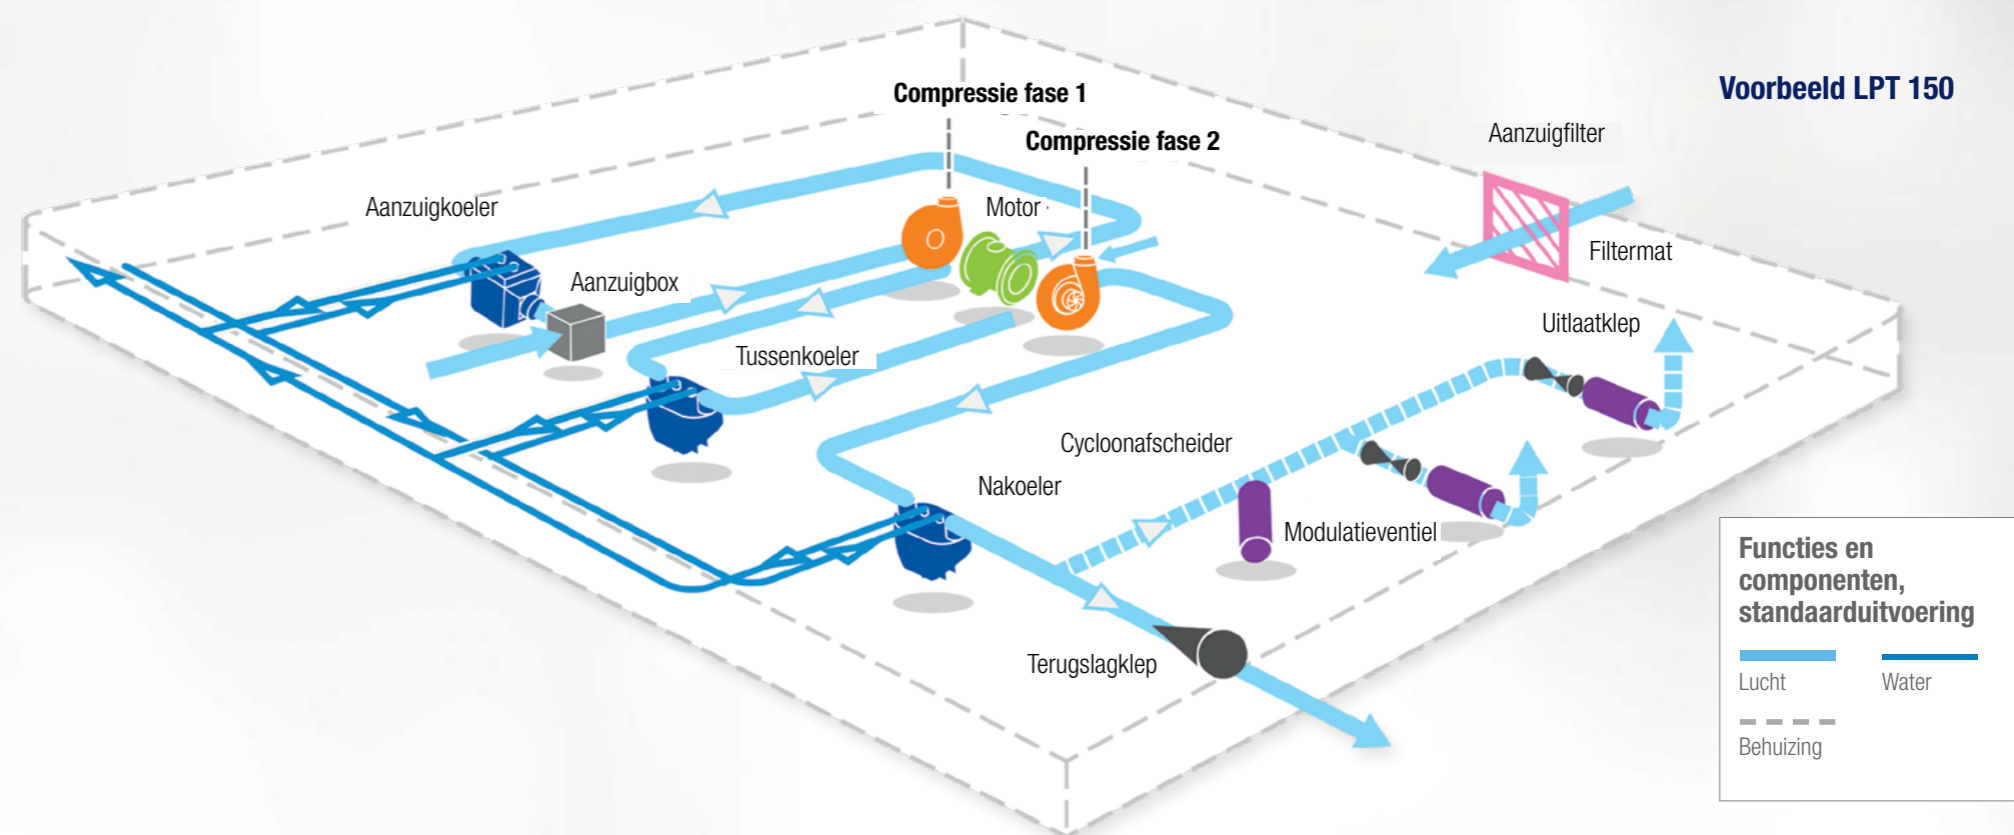 Voorbeeld LPT 150
Compressie fase 1
Compressie fase 2
Aanzuigfilter
Aanzuigkoeler
Motor
Filtermat
Aanzuigbox
Uitlaatklep
Tussenkoeler
Cycloonafscheider
Nakoeler
Modulatieventiel
Terugslagklep
Functies en
componenten,
standaarduitvoering
Lucht
Water
Behuizing